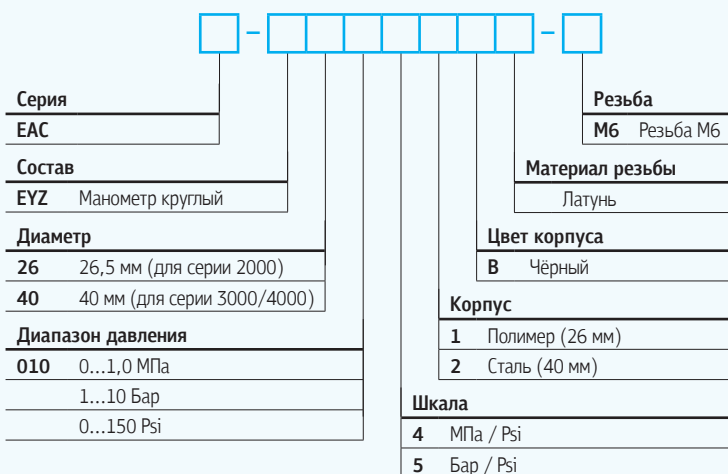 Серия
EAC
Состав
EYZ Манометр круглый
Диаметр
26 26,5 мм (для серии 2000)
40 40 мм (для серии 3000/4000)
Диапазон давления
010 0...1,0 МПа
1...10 Бар
0...150 Psi
Резьба
M6 Резьба М6
Материал резьбы
Латунь
Цвет корпуса
B Чёрный
Корпус
1 Полимер (26 мм)
2 Сталь (40 мм)
Шкала
4 МПа / Psi
5 Бар / Psi